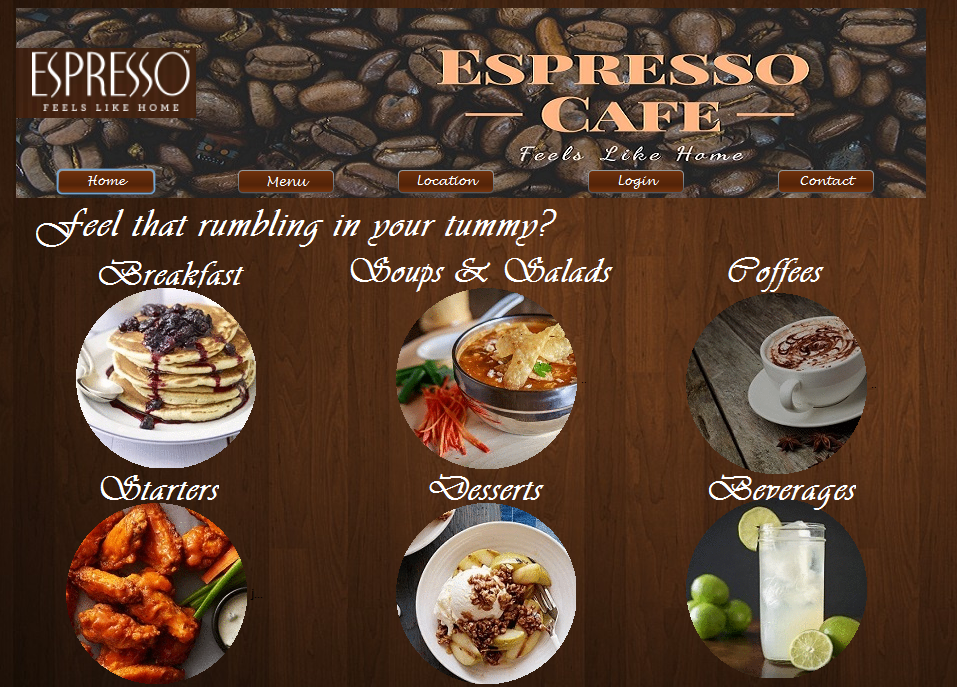 ESPRESSO
FEELS LIKE HOME
ESPRESSO
CAFE
Feels Like Home
Home Menu Location Login Contact
Feel that rumbling in your tummy?
Breakfast Soups & Salads Coffees
Starters Desserts Beverages